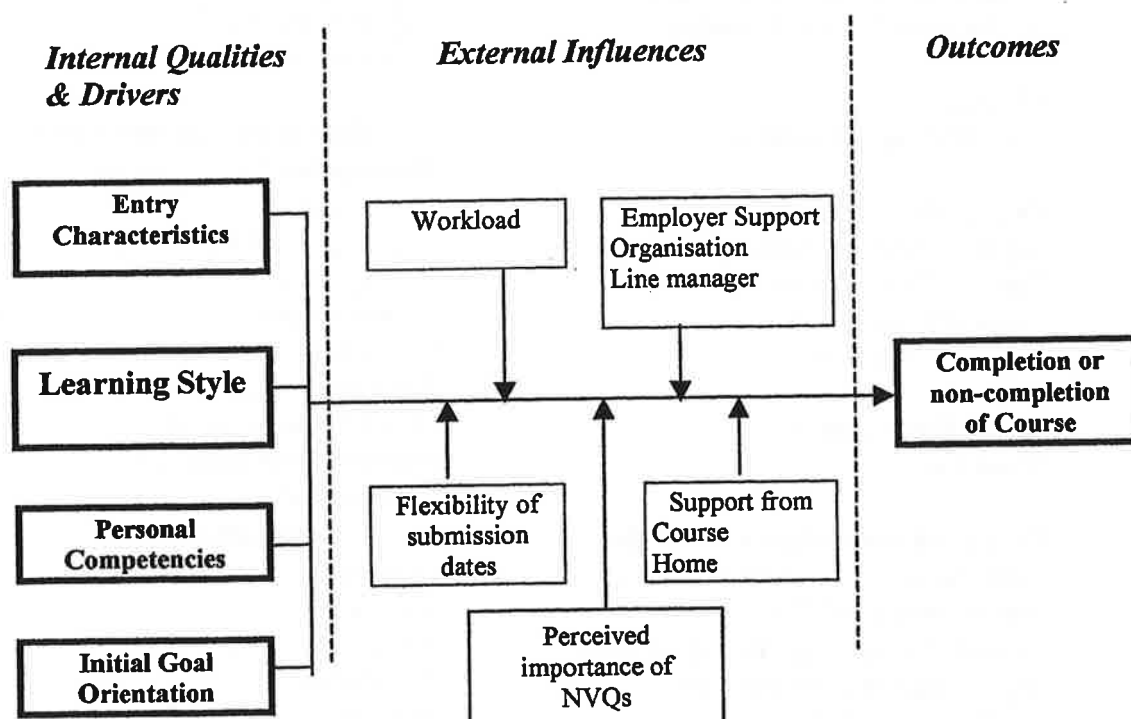 Internal Qualities
& Drivers
External Influences
Outcomes
Entry
Characteristics
Learning Style
Personal
Competencies
Initial Goal
Orientation
Workload
Employer Support
Organisation
Line manager
Flexibility of
submission
dates
Perceived
importance of
NVQs
Support from
Course
Home
Completion or
non-completion
of Course